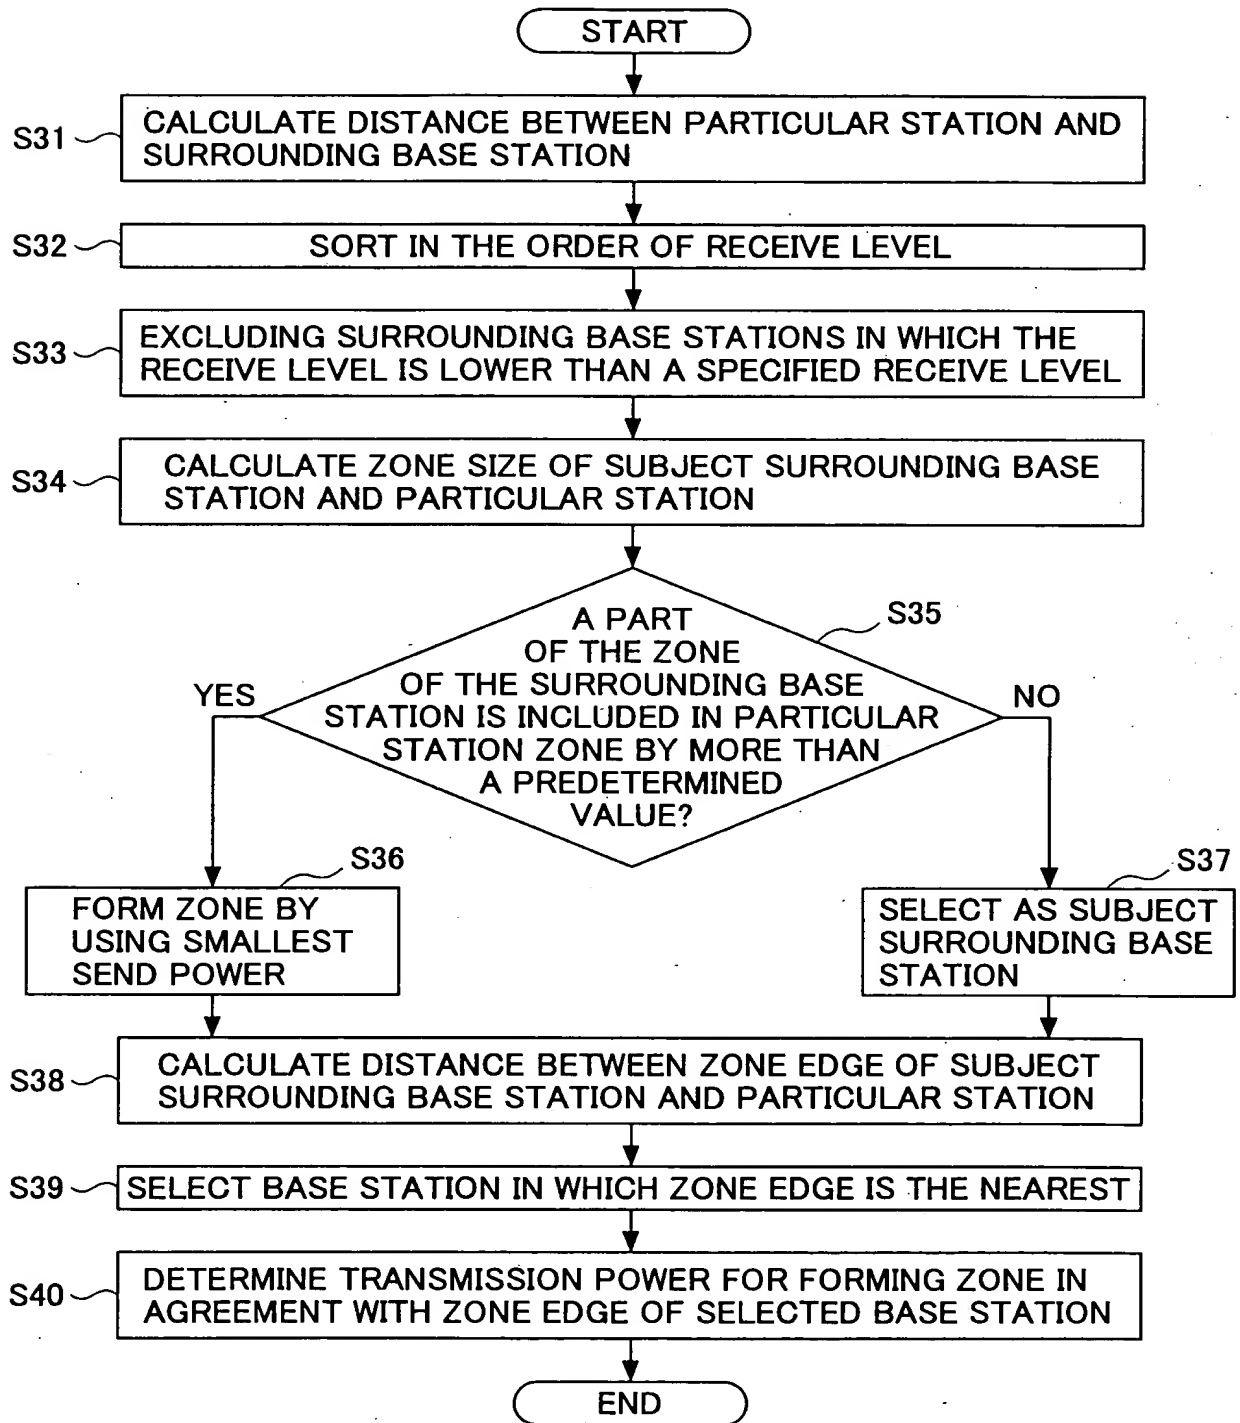 START
S31
CALCULATE DISTANCE BETWEEN PARTICULAR STATION AND
SURROUNDING BASE STATION
S32
SORT IN THE ORDER OF RECEIVE LEVEL
S33
EXCLUDING SURROUNDING BASE STATIONS IN WHICH THE
RECEIVE LEVEL IS LOWER THAN A SPECIFIED RECEIVE LEVEL
S34
CALCULATE ZONE SIZE OF SUBJECT SURROUNDING BASE
STATION AND PARTICULAR STATION
S35
A PART
OF THE ZONE
OF THE SURROUNDING BASE
STATION IS INCLUDED IN PARTICULAR
STATION ZONE BY MORE THAN
A PREDETERMINED
VALUE?
YES
NO
S36
FORM ZONE BY
USING SMALLEST
SEND POWER
S37
SELECT AS SUBJECT
SURROUNDING BASE
STATION
S38
CALCULATE DISTANCE BETWEEN ZONE EDGE OF SUBJECT
SURROUNDING BASE STATION AND PARTICULAR STATION
S39
SELECT BASE STATION IN WHICH ZONE EDGE IS THE NEAREST
S40
DETERMINE TRANSMISSION POWER FOR FORMING ZONE IN
AGREEMENT WITH ZONE EDGE OF SELECTED BASE STATION
END